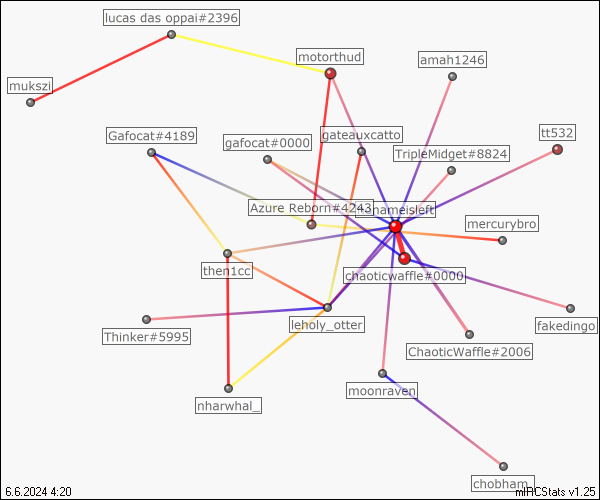 lucas das oppai#2396
motorthud
amah1246
mukszi
Gafocat#4189
gafocat#0000
gateauxcatto
tt532
TripleMidget#8824
Azure Reborn#4243
nameisleft
mercurybro
then1cc
chaoticwaffle#0000
leholy_otter
fakedingo
Thinker#5995
ChaoticWaffle#2006
moonraven
nharwhal_
chobham_
6.6.2024 4:20
mIRCStats v1.25